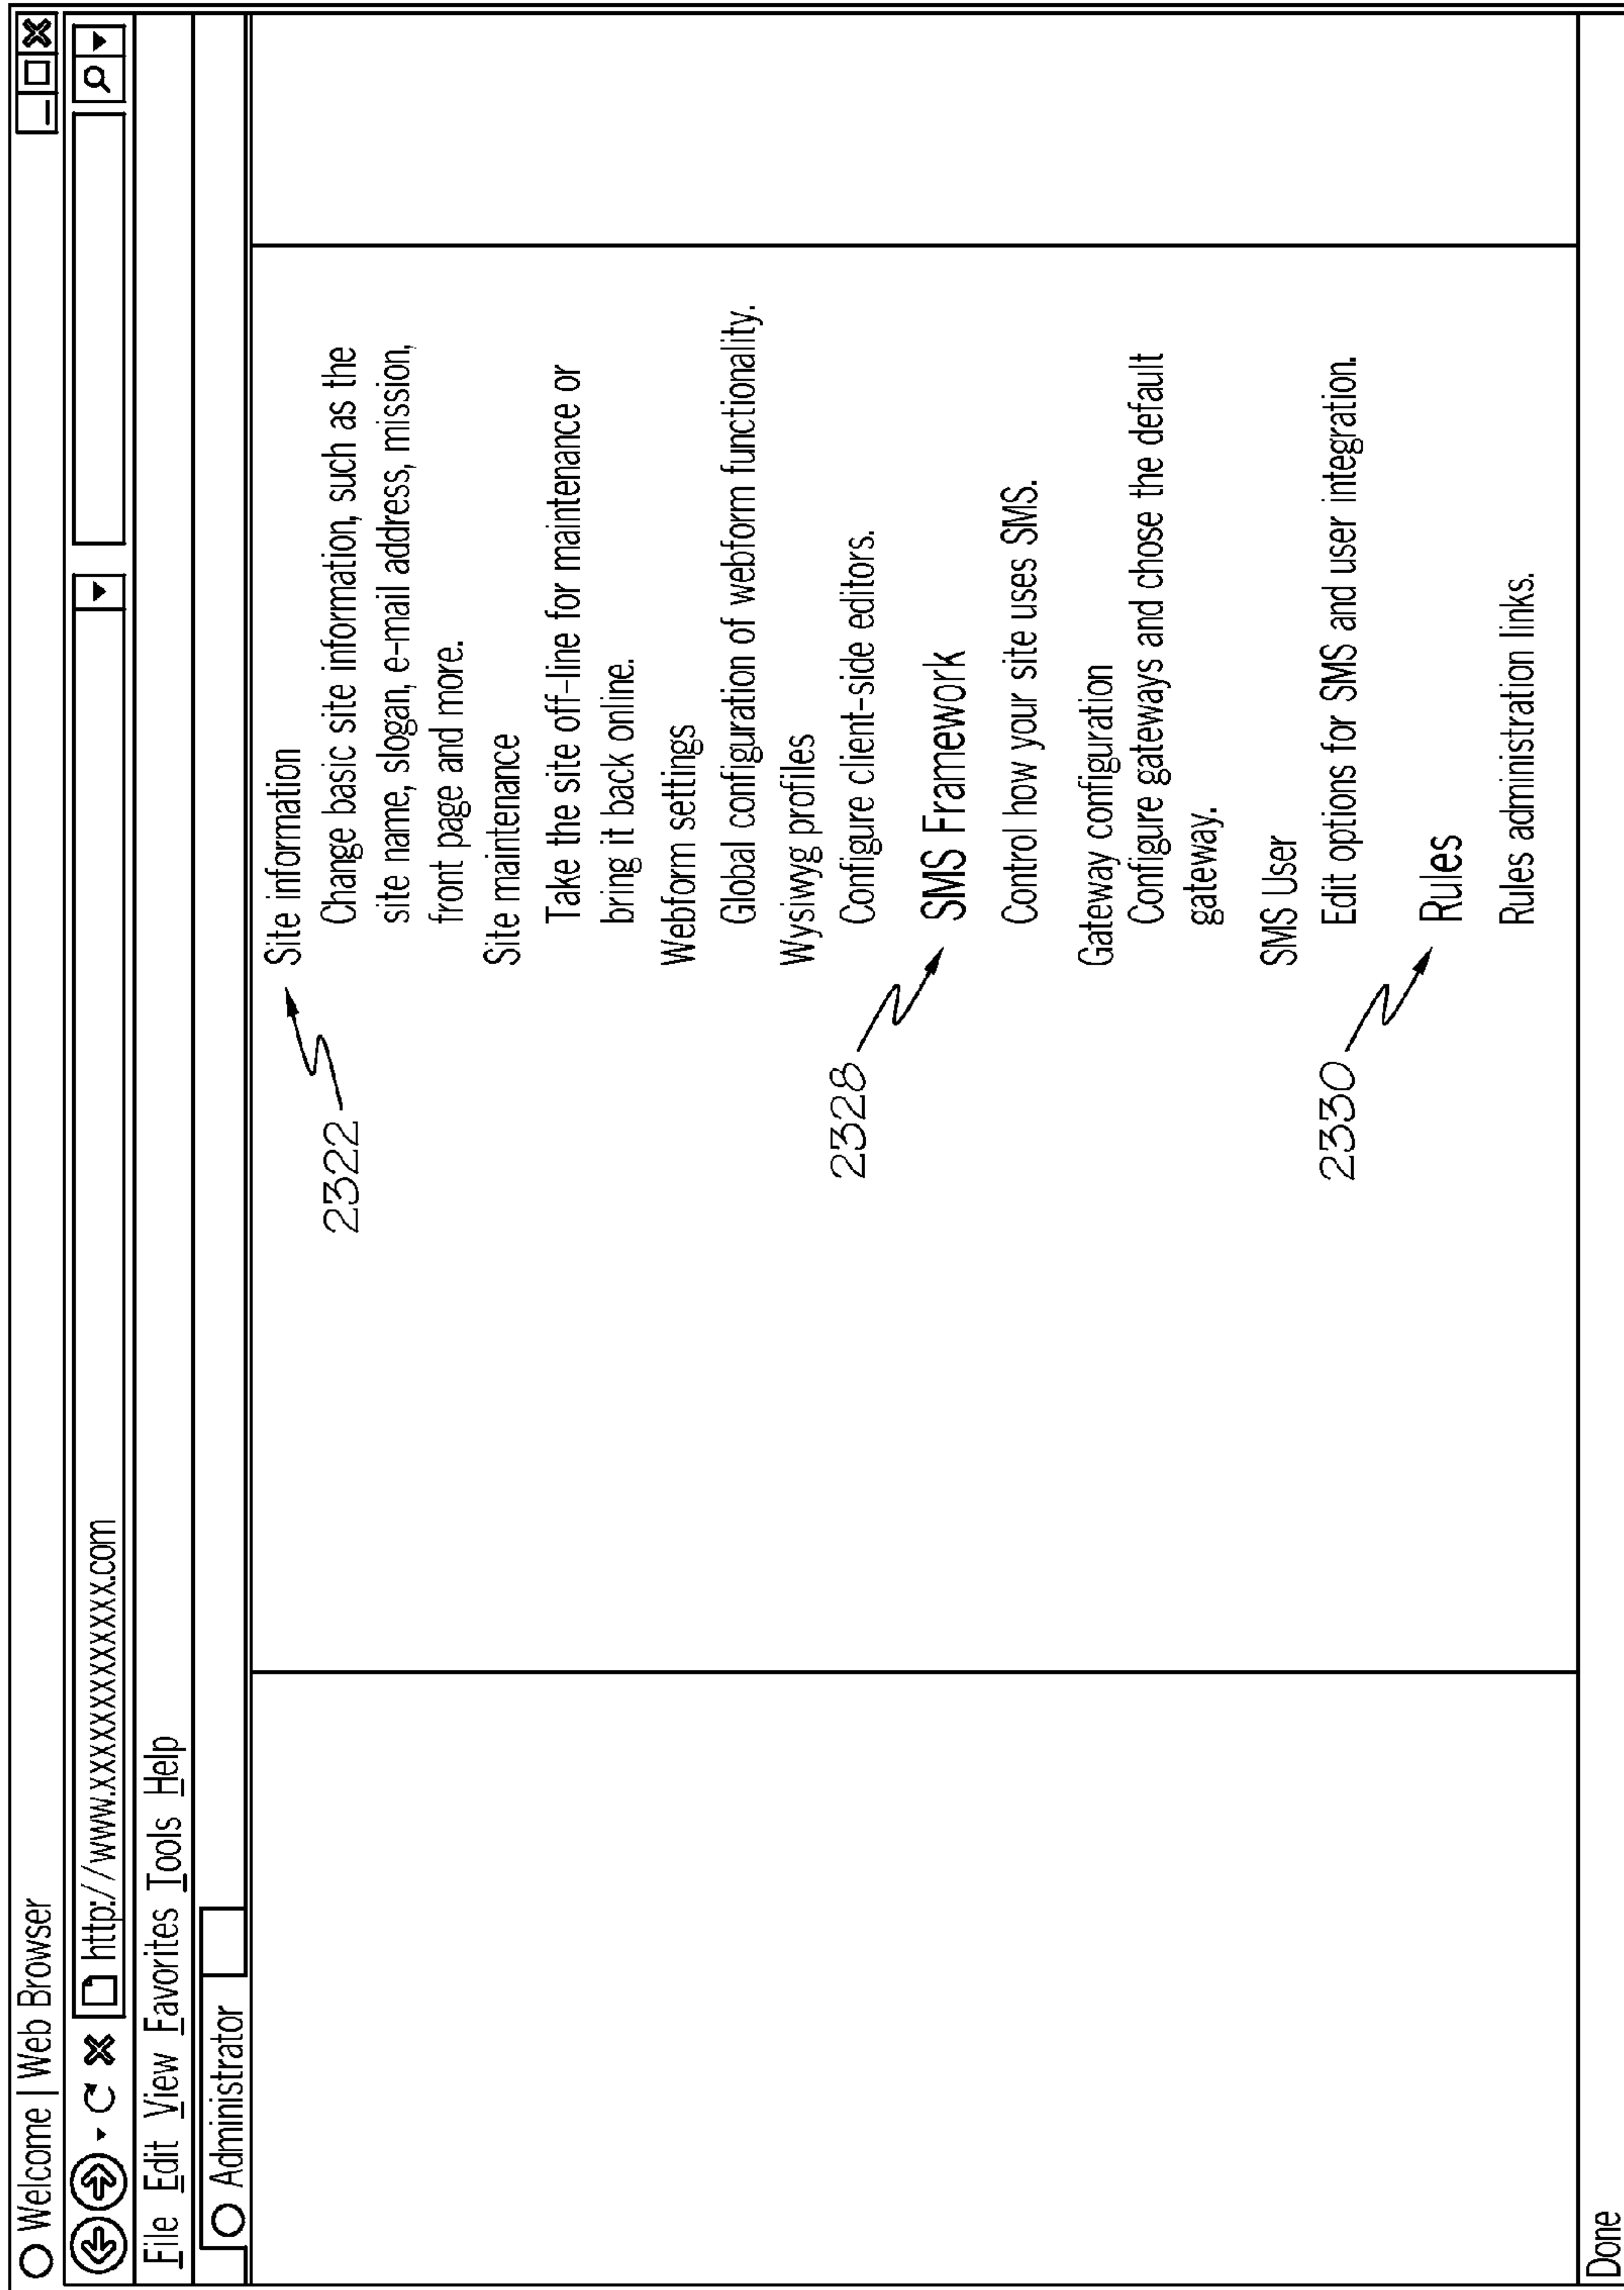 Welcome | Web Browser
http://www.xxxxxxxxxxxxx.com
File Edit View Favorites Tools Help
Administrator
Site information
Change basic site information, such as the
site name, slogan, e-mail address, mission,
front page and more.
2322
Site maintenance
Take the site off-line for maintenance or
bring it back online.
Webform settings
Global configuration of webform functionality.
Wysiwyg profiles
Configure client-side editors.
2328
SMS Framework
Control how your site uses SMS.
Gateway configuration
Configure gateways and chose the default
gateway.
SMS User
Edit options for SMS and user integration.
2330
Rules
Rules administration links.
Done